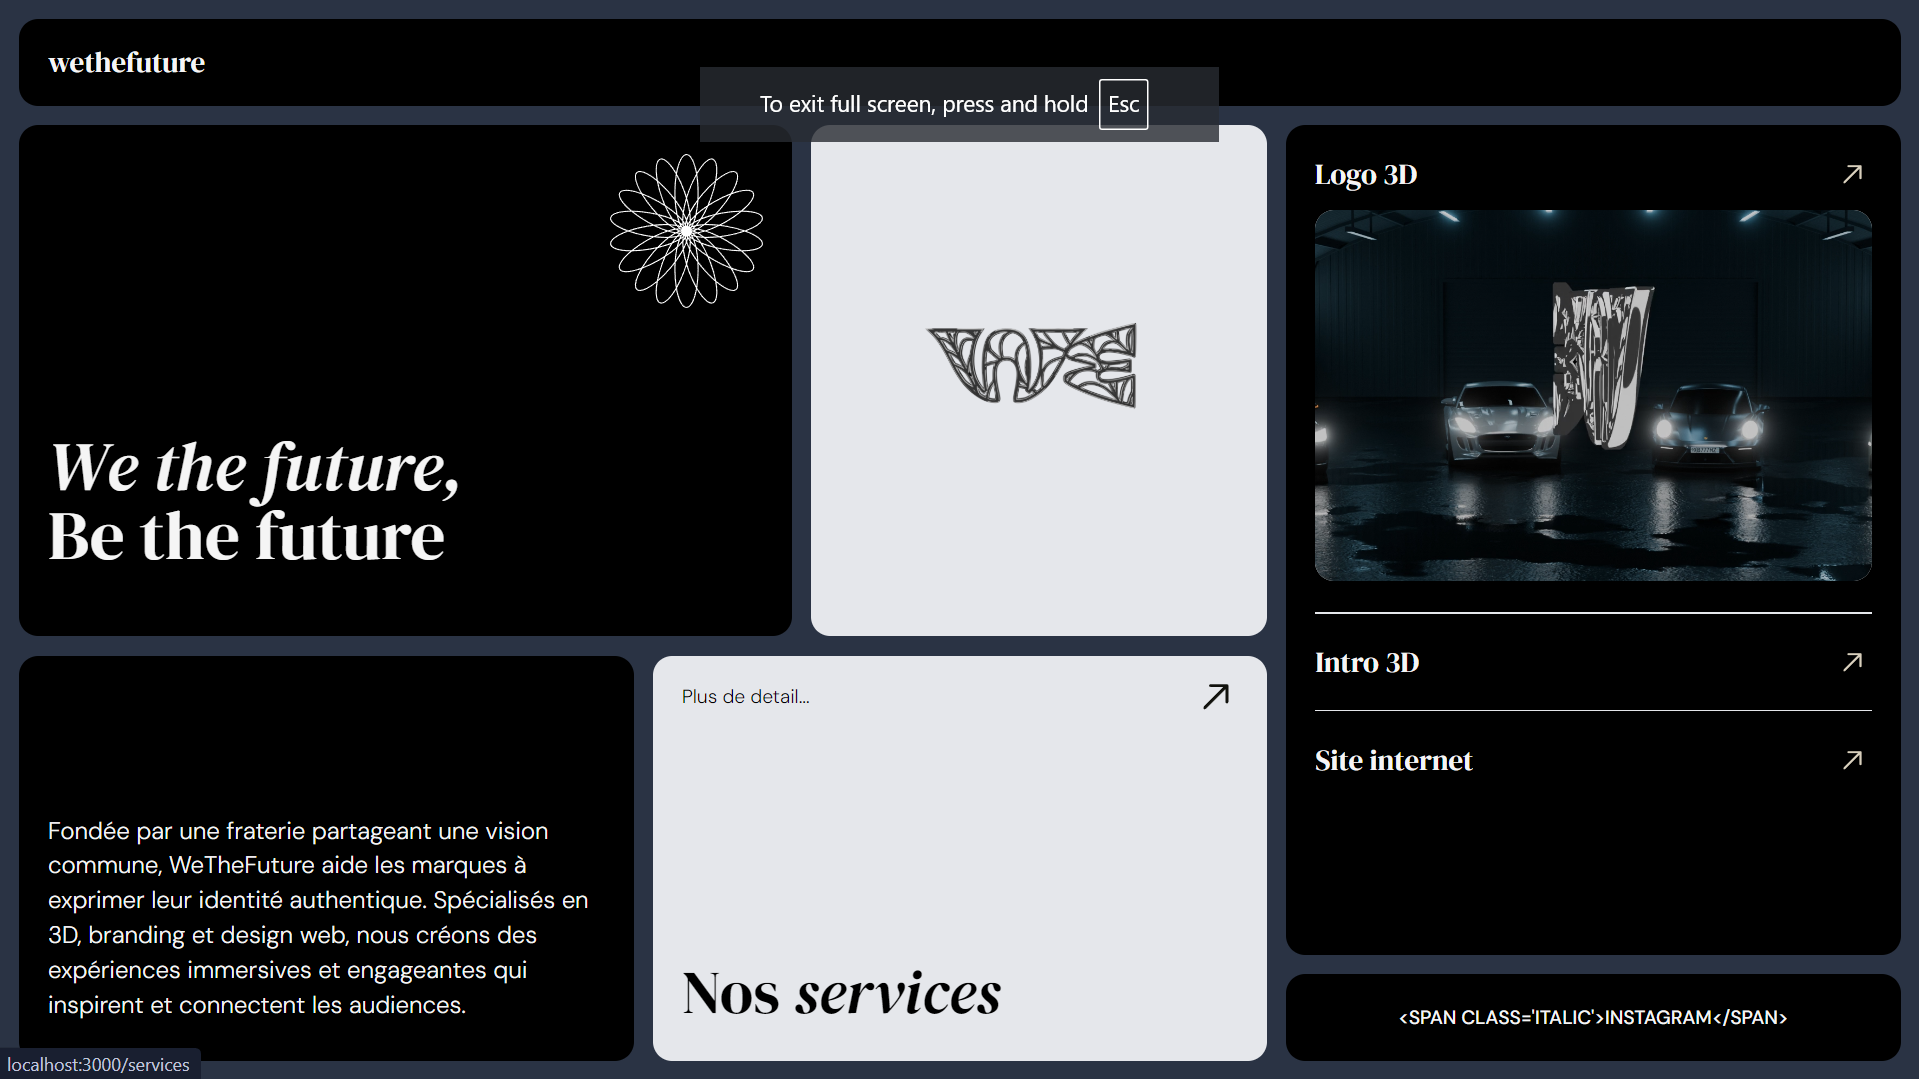 wethefuture
To exit full screen, press and hold Esc
We the future,
Be the future
WE
Logo 3D
Intro 3D
Site internet
Fondée par une fraterie partageant une vision
commune, WeTheFuture aide les marques à
exprimer leur identité authentique. Spécialisés en
3D, branding et design web, nous créons des
expériences immersives et engageantes qui
inspirent et connectent les audiences.
Plus de detail...
Nos services
<SPAN CLASS='ITALIC'>INSTAGRAM</SPAN>
localhost:3000/services